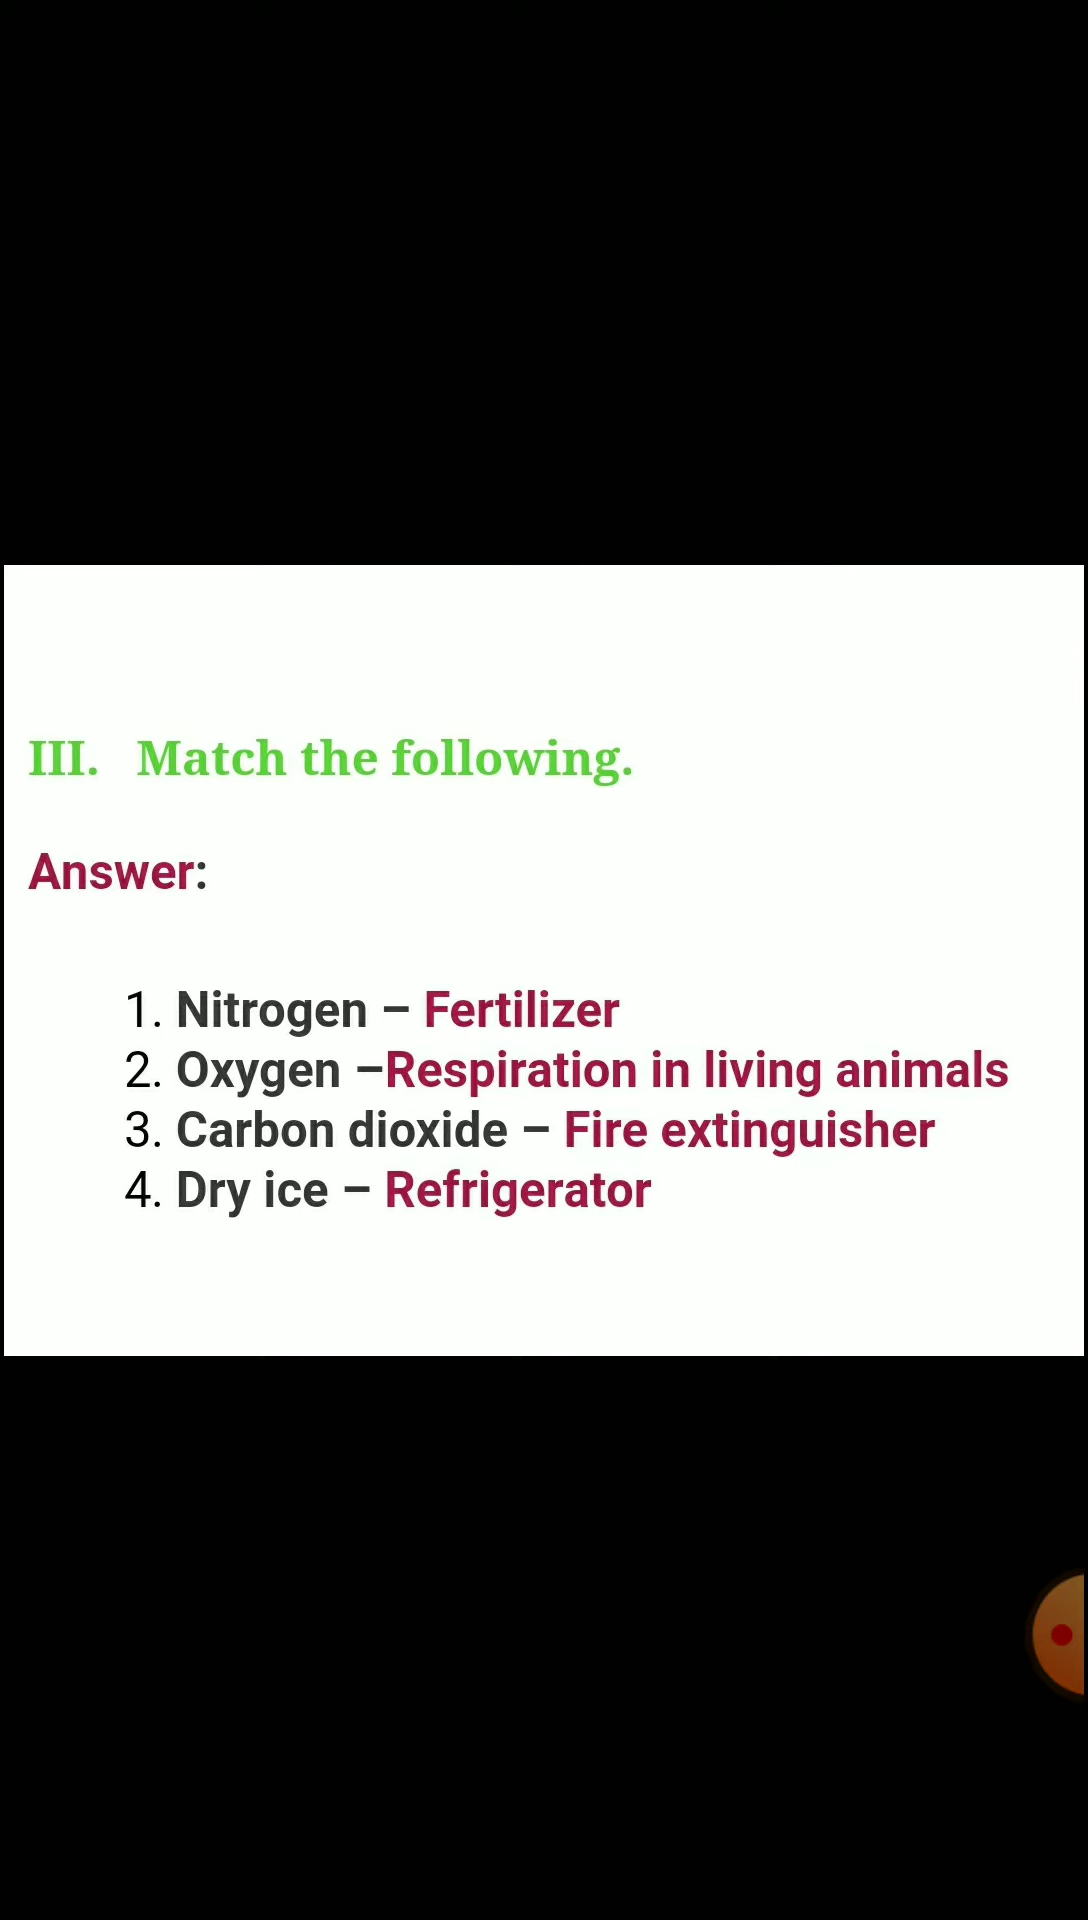 III. Match the following.
Answer:
1. Nitrogen – Fertilizer
2. Oxygen –Respiration in living animals
3. Carbon dioxide – Fire extinguisher
4. Dry ice – Refrigerator